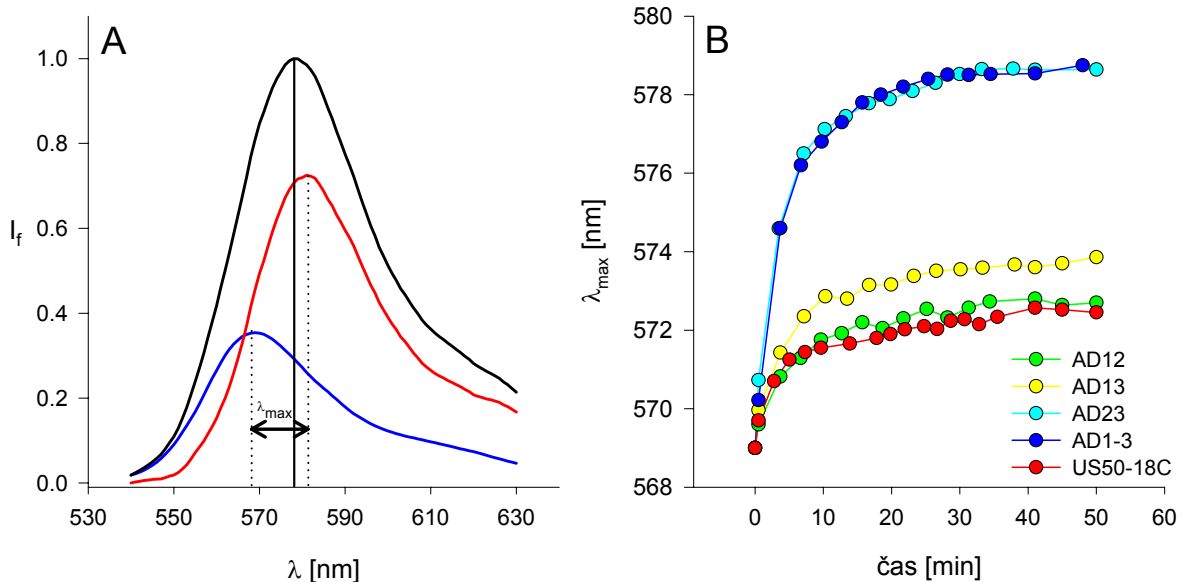 A
1.0
0.8
0.6
0.4
0.2
0.0
I_f
λ_max
530 550 570 590 610 630
λ [nm]
B
580
578
576
574
572
570
568
λ_max [nm]
AD12
AD13
AD23
AD1-3
US50-18C
0 10 20 30 40 50 60
čas [min]